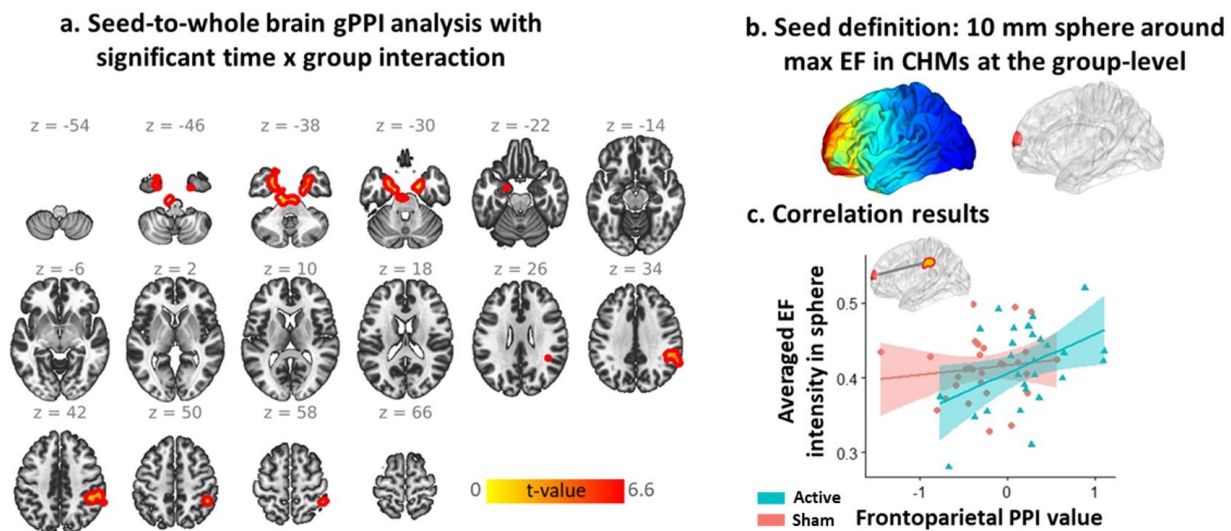 a. Seed-to-whole brain gPPI analysis with
significant time x group interaction
z = -54
z = -46
z = -38
z = -30
z = -22
z = -14
z = -6
z = 2
z = 10
z = 18
z = 26
z = 34
z = 42
z = 50
z = 58
z = 66
0 t-value 6.6
b. Seed definition: 10 mm sphere around
max EF in CHMs at the group-level
c. Correlation results
Averaged EF
intensity in sphere
0.5
0.4
0.3
-1 0 1
Active
Sham
Frontoparietal PPI value